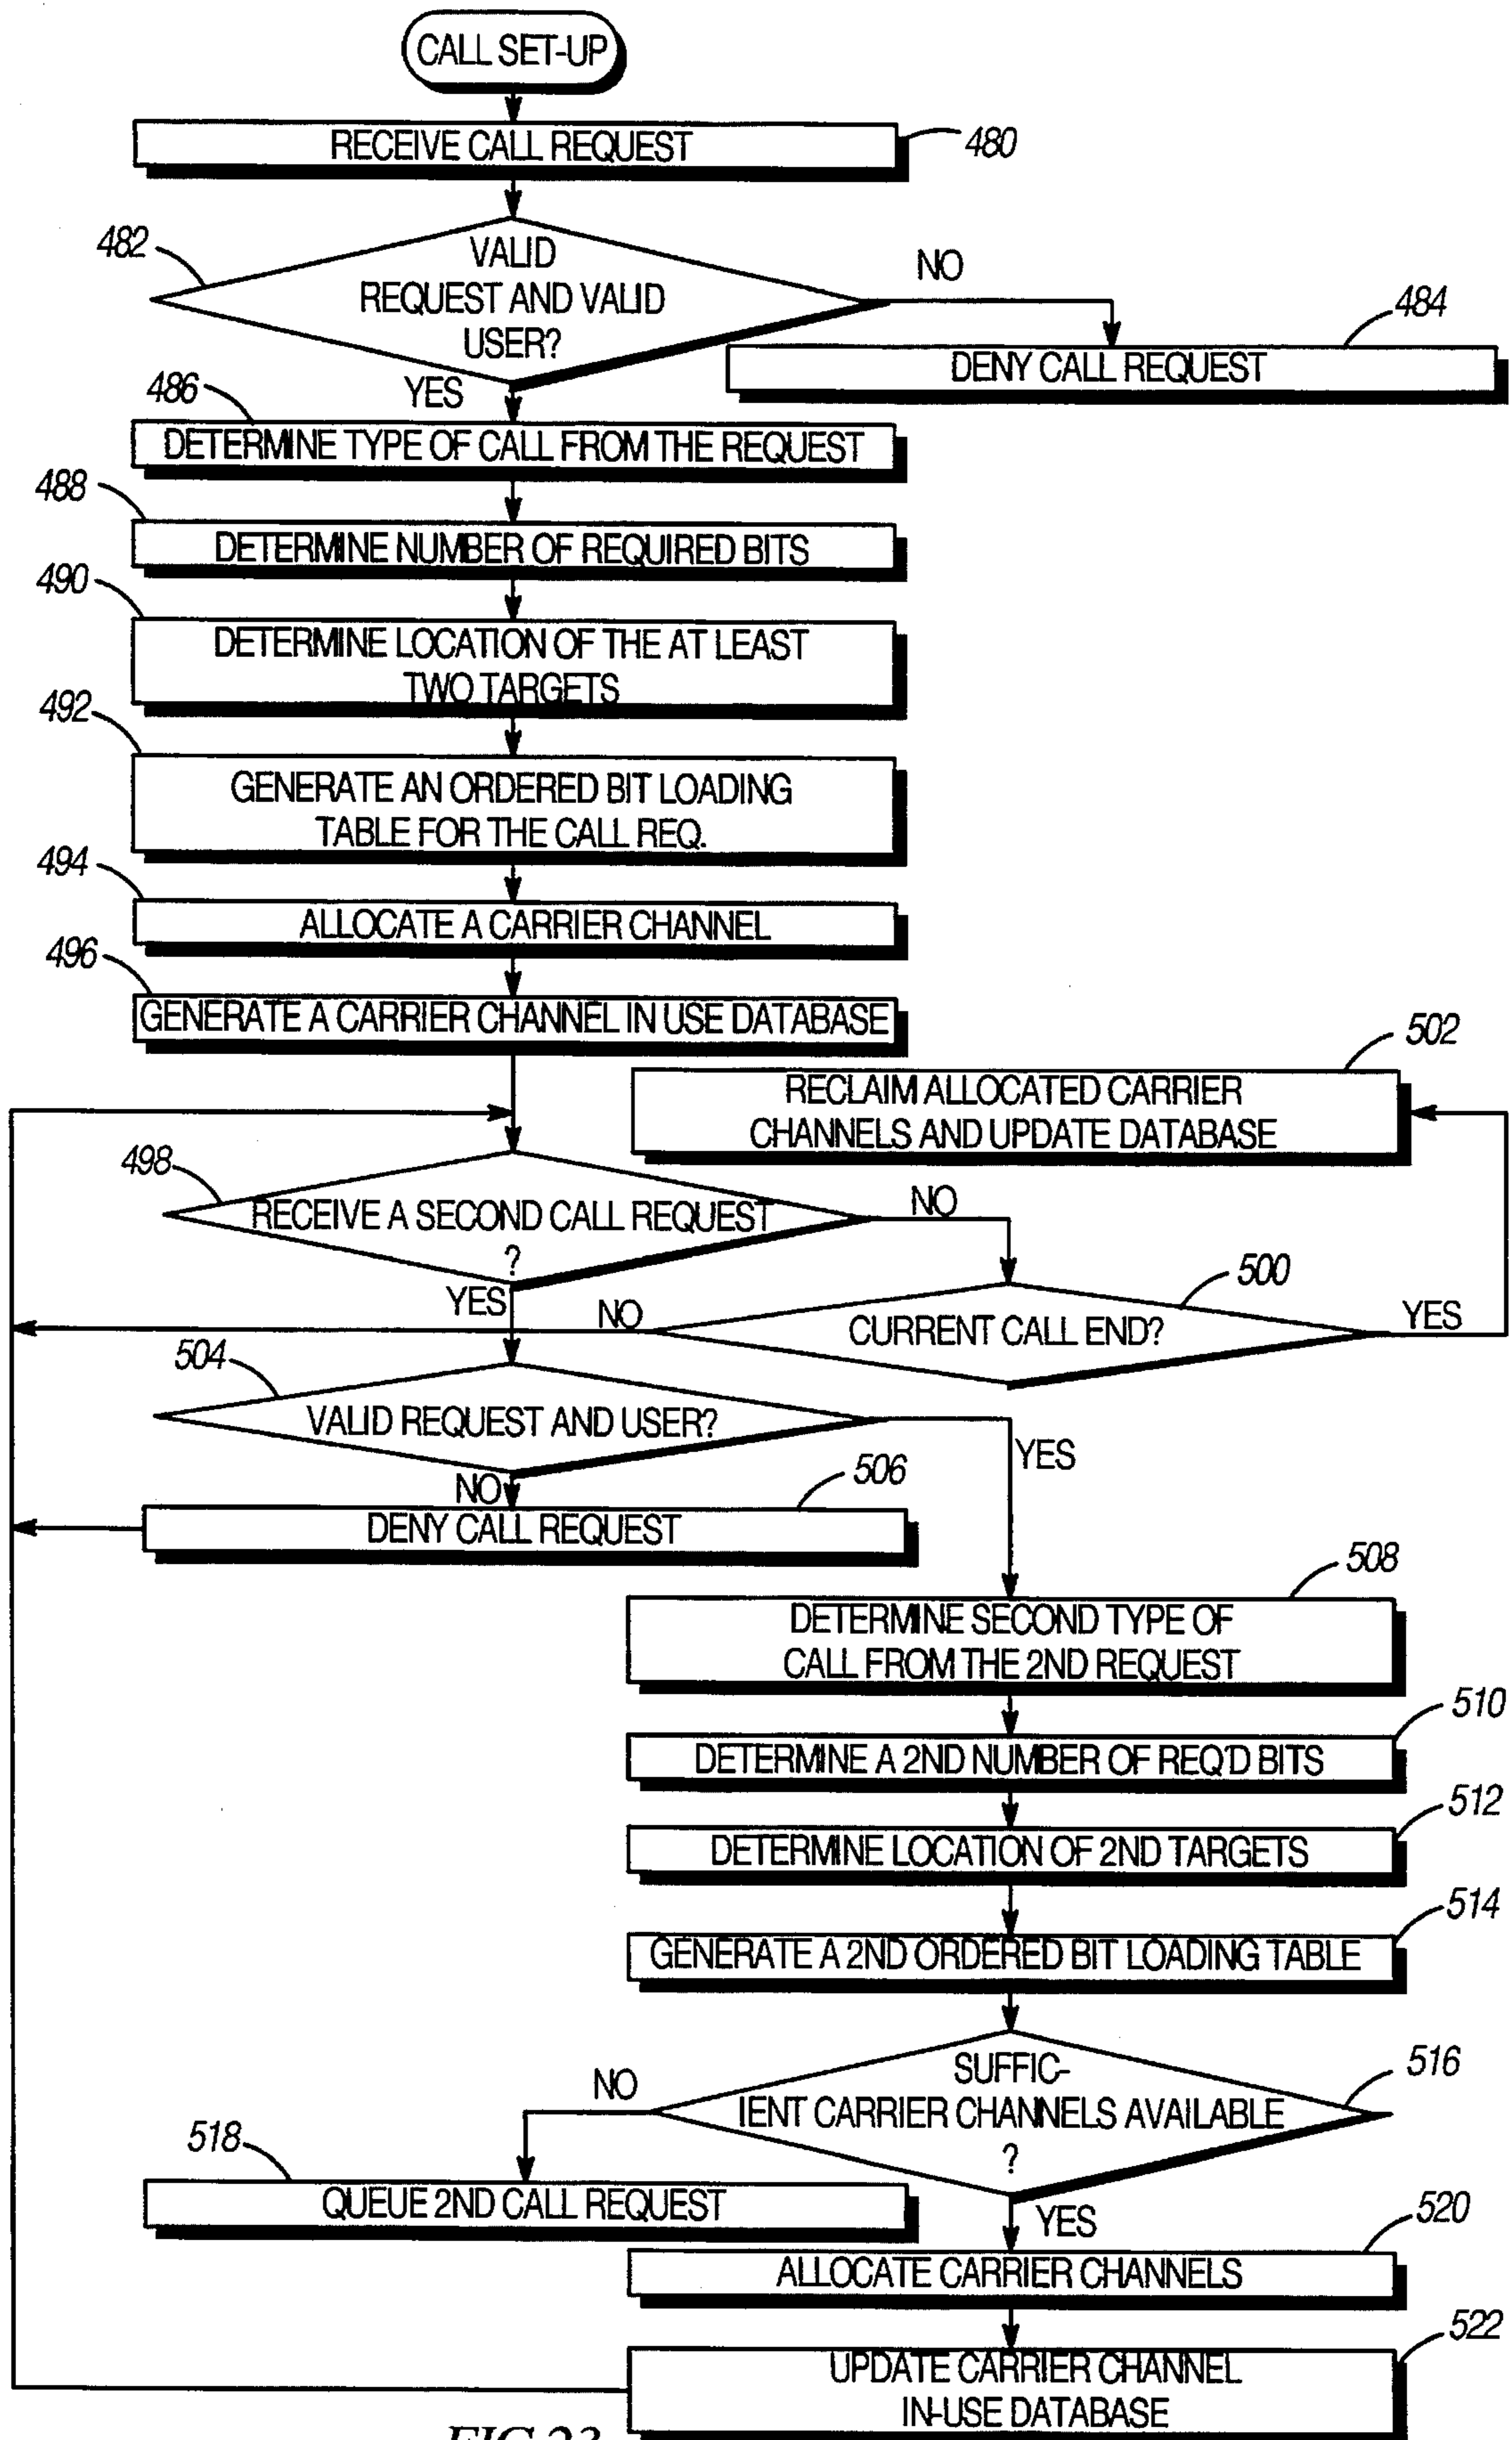 CALL SET-UP
RECEIVE CALL REQUEST
480
482
VALID
REQUEST AND VALID
USER?
NO
484
DENY CALL REQUEST
YES
486
DETERMINE TYPE OF CALL FROM THE REQUEST
488
DETERMINE NUMBER OF REQUIRED BITS
490
DETERMINE LOCATION OF THE AT LEAST
TWO TARGETS
492
GENERATE AN ORDERED BIT LOADING
TABLE FOR THE CALL REQ.
494
ALLOCATE A CARRIER CHANNEL
496
GENERATE A CARRIER CHANNEL IN USE DATABASE
502
RECLAIM ALLOCATED CARRIER
CHANNELS AND UPDATE DATABASE
498
RECEIVE A SECOND CALL REQUEST
?
NO
YES
500
CURRENT CALL END?
NO
YES
504
VALID REQUEST AND USER?
YES
NO
506
DENY CALL REQUEST
508
DETERMINE SECOND TYPE OF
CALL FROM THE 2ND REQUEST
510
DETERMINE A 2ND NUMBER OF REQ'D BITS
512
DETERMINE LOCATION OF 2ND TARGETS
514
GENERATE A 2ND ORDERED BIT LOADING TABLE
516
SUFFIC-
IENT CARRIER CHANNELS AVAILABLE
?
NO
518
QUEUE 2ND CALL REQUEST
YES
520
ALLOCATE CARRIER CHANNELS
522
UPDATE CARRIER CHANNEL
IN-USE DATABASE
FIG.23